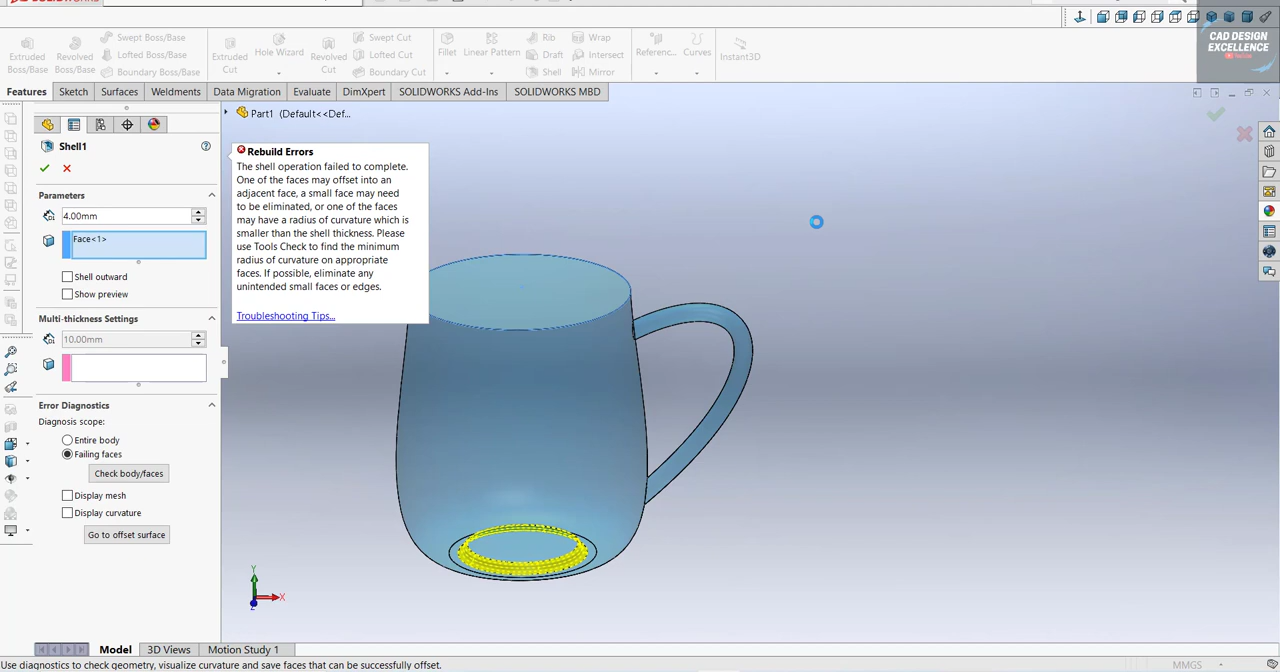 SOLIDWORKS
CAD DESIGN
EXCELLENCE
YouTube
Extruded
Boss/Base
Revolved
Boss/Base
Swept Boss/Base
Lofted Boss/Base
Boundary Boss/Base
Extruded
Cut
Hole Wizard
Revolved
Cut
Swept Cut
Lofted Cut
Boundary Cut
Fillet
Linear Pattern
Rib
Draft
Shell
Wrap
Intersect
Mirror
Referenc...
Curves
Instant3D
Features
Sketch
Surfaces
Weldments
Data Migration
Evaluate
DimXpert
SOLIDWORKS Add-Ins
SOLIDWORKS MBD
Part1 (Default<<Def...
Shell1
Parameters
4.00mm
Face<1>
Shell outward
Show preview
Multi-thickness Settings
10.00mm
Error Diagnostics
Diagnosis scope:
Entire body
Failing faces
Check body/faces
Display mesh
Display curvature
Go to offset surface
Rebuild Errors
The shell operation failed to complete.
One of the faces may offset into an
adjacent face, a small face may need
to be eliminated, or one of the faces
may have a radius of curvature which is
smaller than the shell thickness. Please
use Tools Check to find the minimum
radius of curvature on appropriate
faces. If possible, eliminate any
unintended small faces or edges.
Troubleshooting Tips...
Y
X
Z
Model
3D Views
Motion Study 1
Use diagnostics to check geometry, visualize curvature and save faces that can be successfully offset.
MMGS